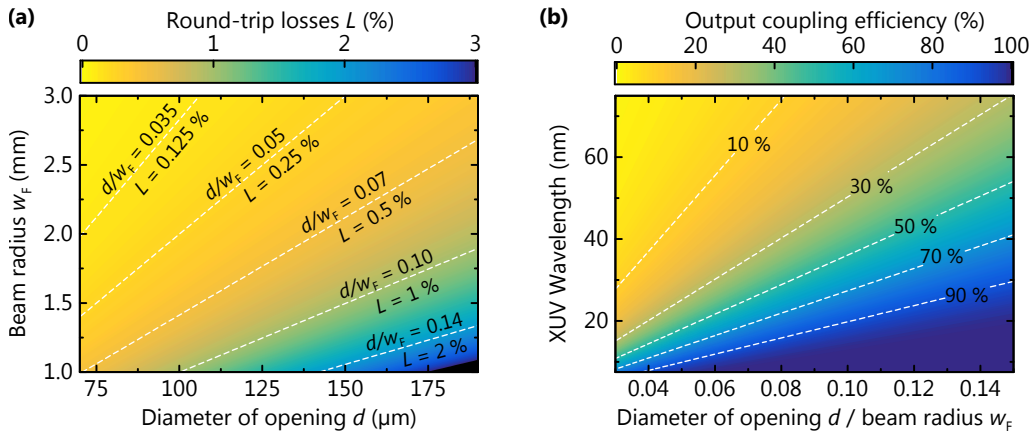 (a)
Round-trip losses L (%)
0 1 2 3
Beam radius w_F (mm)
3.0
2.5
2.0
1.5
1.0
d/w_F = 0.035
L = 0.125 %
d/w_F = 0.05
L = 0.25 %
d/w_F = 0.07
L = 0.5 %
d/w_F = 0.10
L = 1 %
d/w_F = 0.14
L = 2 %
75 100 125 150 175
Diameter of opening d (μm)
(b)
Output coupling efficiency (%)
0 20 40 60 80 100
XUV Wavelength (nm)
60
40
20
10 %
30 %
50 %
70 %
90 %
0.04 0.06 0.08 0.10 0.12 0.14
Diameter of opening d / beam radius w_F